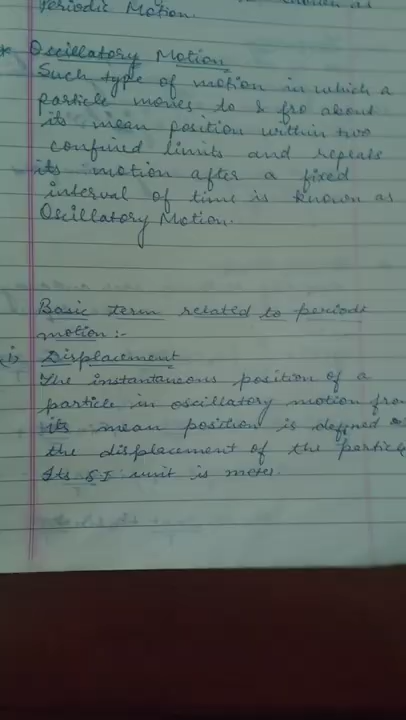 Periodic Motion.
* Oscillatory Motion
Such type of motion in which a
particle moves to & fro about
its mean position within two
confined limits and repeats
its motion after a fixed
interval of time is known as
Oscillatory Motion.
Basic term related to periodic
motion :-
(i) Displacement
The instantaneous position of a
particle in oscillatory motion from
its mean position is defined as
the displacement of the particle
Its SI unit is meter.